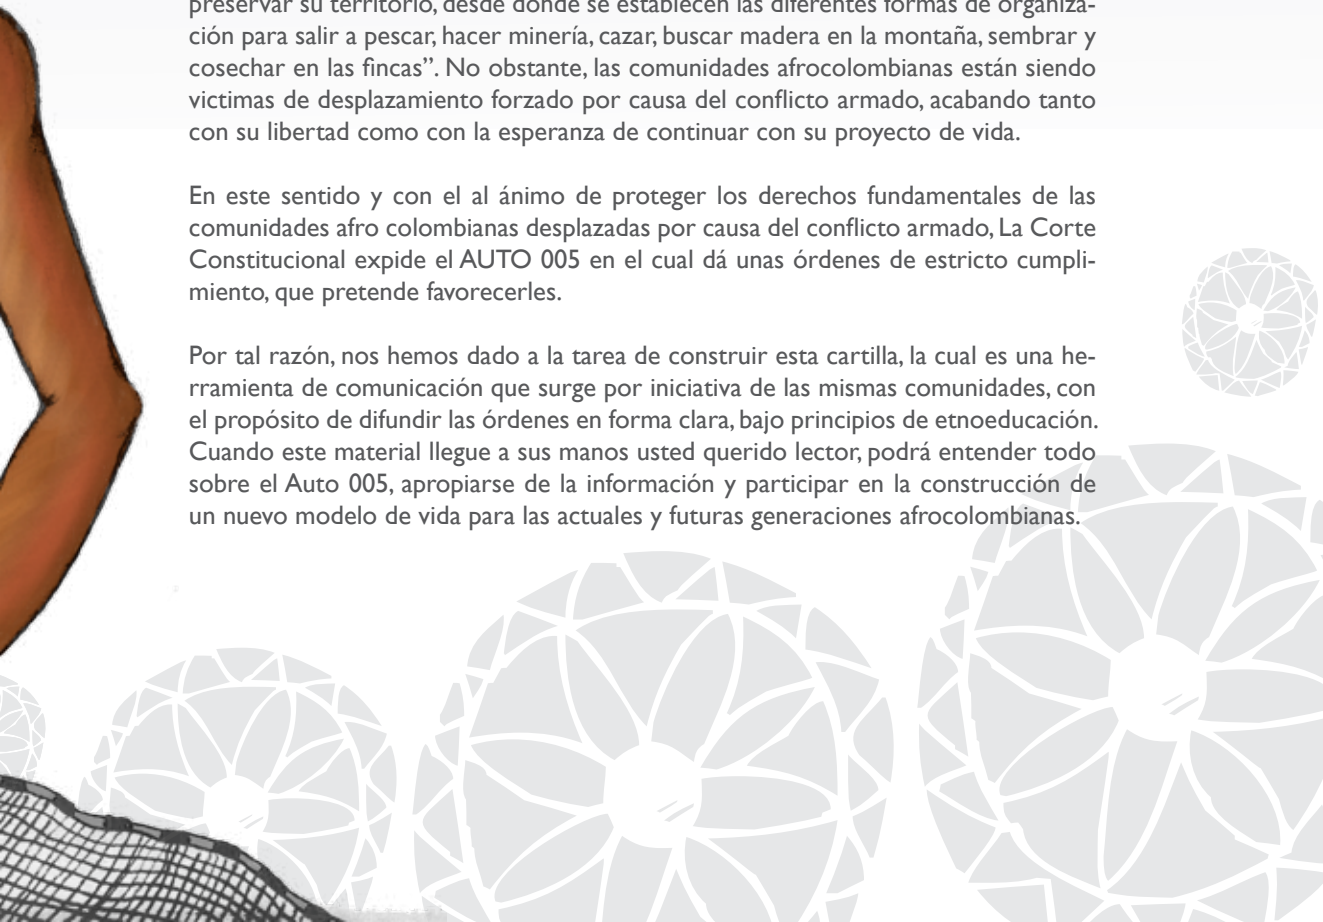 preservar su territorio, desde donde se establecen las diferentes formas de organiza-
ción para salir a pescar, hacer minería, cazar, buscar madera en la montaña, sembrar y
cosechar en las fincas”. No obstante, las comunidades afrocolombianas están siendo
victimas de desplazamiento forzado por causa del conflicto armado, acabando tanto
con su libertad como con la esperanza de continuar con su proyecto de vida.
En este sentido y con el al ánimo de proteger los derechos fundamentales de las
comunidades afro colombianas desplazadas por causa del conflicto armado, La Corte
Constitucional expide el AUTO 005 en el cual dá unas órdenes de estricto cumpli-
miento, que pretende favorecerles.
Por tal razón, nos hemos dado a la tarea de construir esta cartilla, la cual es una he-
rramienta de comunicación que surge por iniciativa de las mismas comunidades, con
el propósito de difundir las órdenes en forma clara, bajo principios de etnoeducación.
Cuando este material llegue a sus manos usted querido lector, podrá entender todo
sobre el Auto 005, apropiarse de la información y participar en la construcción de
un nuevo modelo de vida para las actuales y futuras generaciones afrocolombianas.